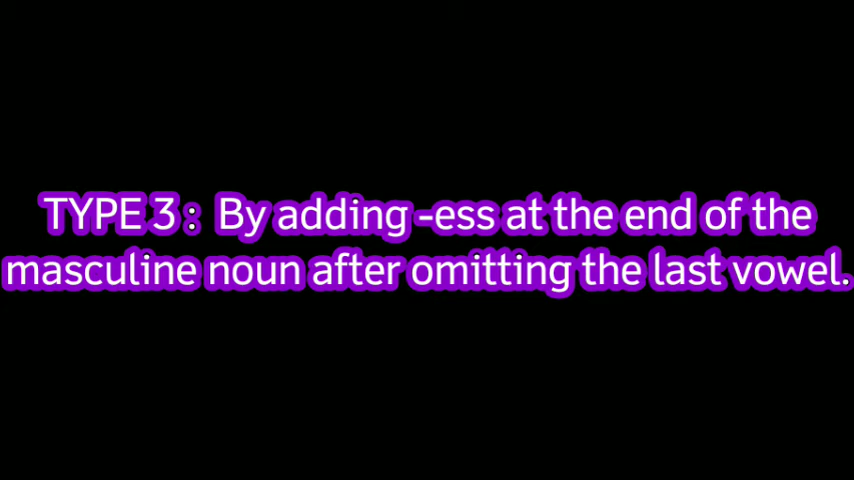 TYPE 3 :  By adding -ess at the end of the
masculine noun after omitting the last vowel.